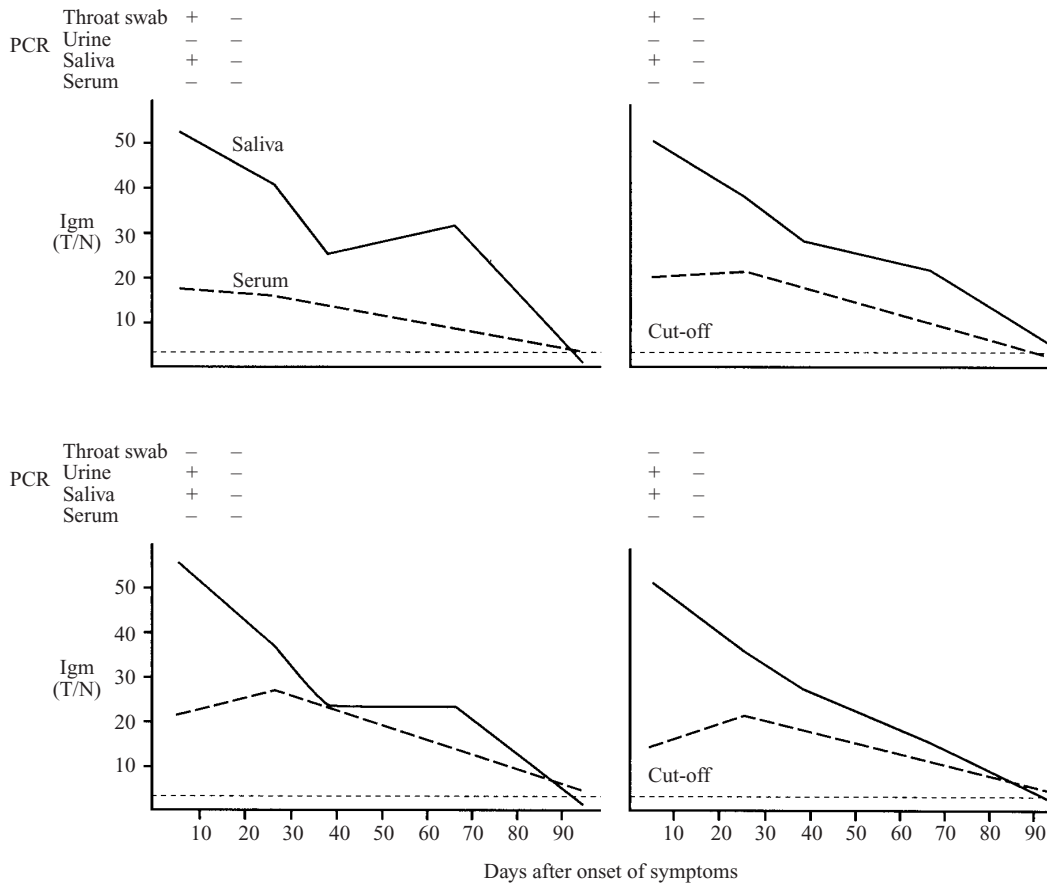 Throat swab + − + −
PCR Urine − − − −
Saliva + − + −
Serum − − − −
50
Saliva
40
Igm
(T/N)
30
20
Serum
10
Cut-off
Throat swab − − − −
PCR Urine + − + −
Saliva + − + −
Serum − − − −
50
40
Igm
(T/N)
30
20
10
Cut-off
10 20 30 40 50 60 70 80 90 10 20 30 40 50 60 70 80 90
Days after onset of symptoms